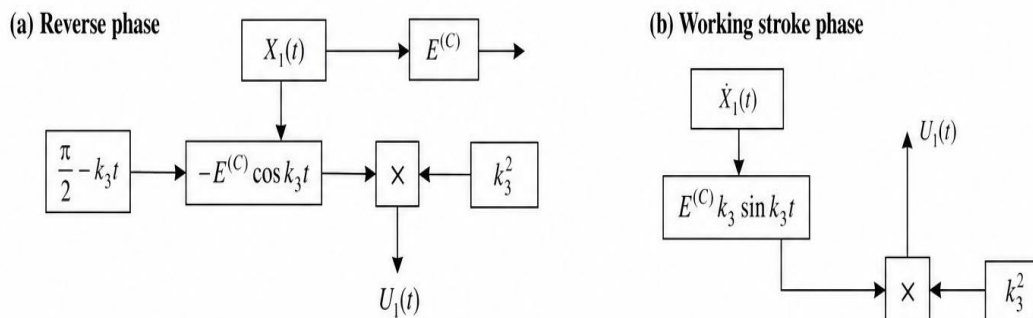 (a) Reverse phase
X₁(t)
E^(C)
π/2 − k₃t
−E^(C) cos k₃t
×
k₃²
U₁(t)
(b) Working stroke phase
Ẋ₁(t)
U₁(t)
E^(C) k₃ sin k₃t
×
k₃²